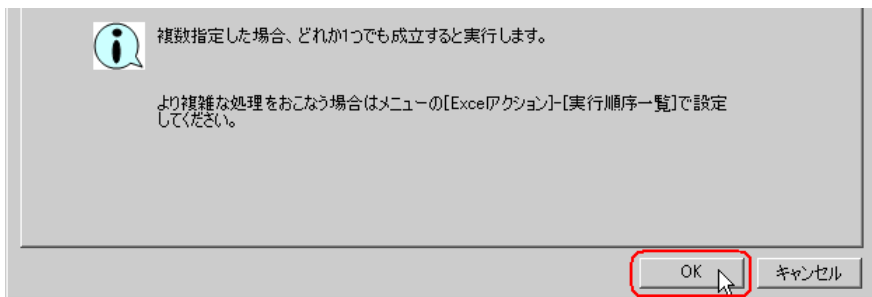 複数指定した場合、どれか1つでも成立すると実行します。
より複雑な処理をおこなう場合はメニューの[Excelアクション]-[実行順序一覧]で設定
してください。
OK
キャンセル